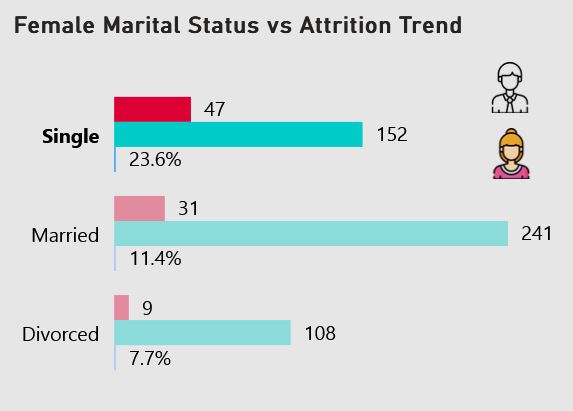 Female Marital Status vs Attrition Trend
47
Single
152
23.6%
31
Married
241
11.4%
9
Divorced
108
7.7%